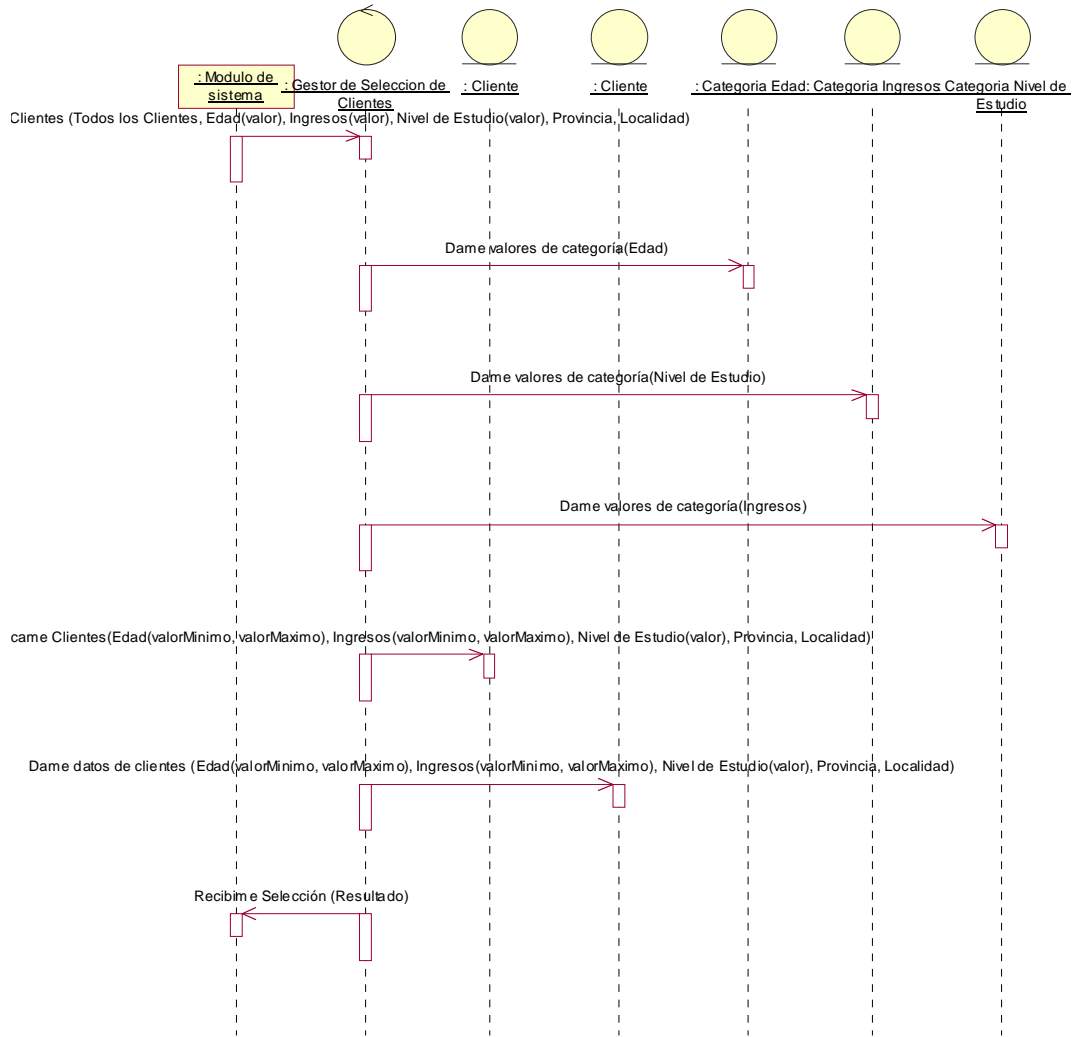 : Modulo de
sistema
: Gestor de Seleccion de
Clientes
: Cliente
: Cliente
: Categoria Edad
: Categoria Ingresos
: Categoria Nivel de
Estudio
Clientes (Todos los Clientes, Edad(valor), Ingresos(valor), Nivel de Estudio(valor), Provincia, Localidad)
Dame valores de categoría(Edad)
Dame valores de categoría(Nivel de Estudio)
Dame valores de categoría(Ingresos)
came Clientes(Edad(valorMinimo, valorMaximo), Ingresos(valorMinimo, valorMaximo), Nivel de Estudio(valor), Provincia, Localidad)
Dame datos de clientes (Edad(valorMinimo, valorMaximo), Ingresos(valorMinimo, valorMaximo), Nivel de Estudio(valor), Provincia, Localidad)
Recibime Selección (Resultado)